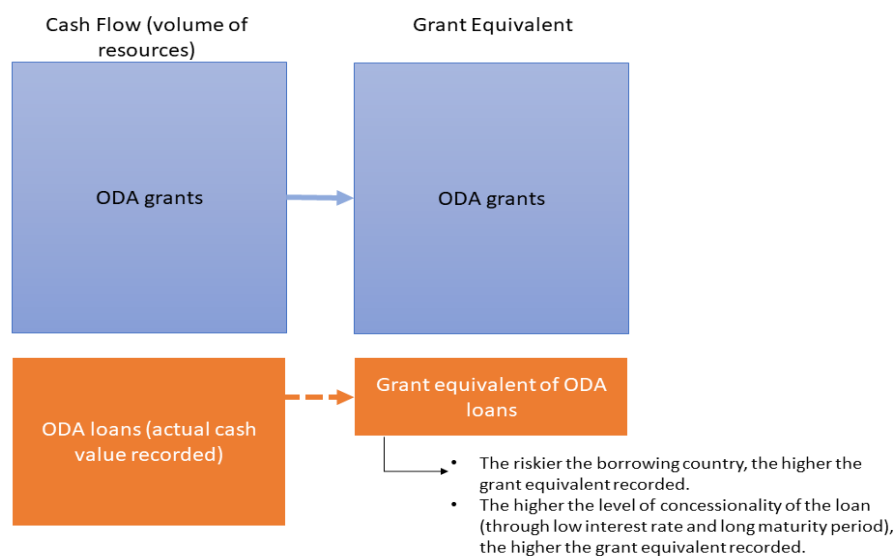 Cash Flow (volume of
resources)
Grant Equivalent
ODA grants
ODA grants
ODA loans (actual cash
value recorded)
Grant equivalent of ODA
loans
• The riskier the borrowing country, the higher the
grant equivalent recorded.
• The higher the level of concessionality of the loan
(through low interest rate and long maturity period),
the higher the grant equivalent recorded.